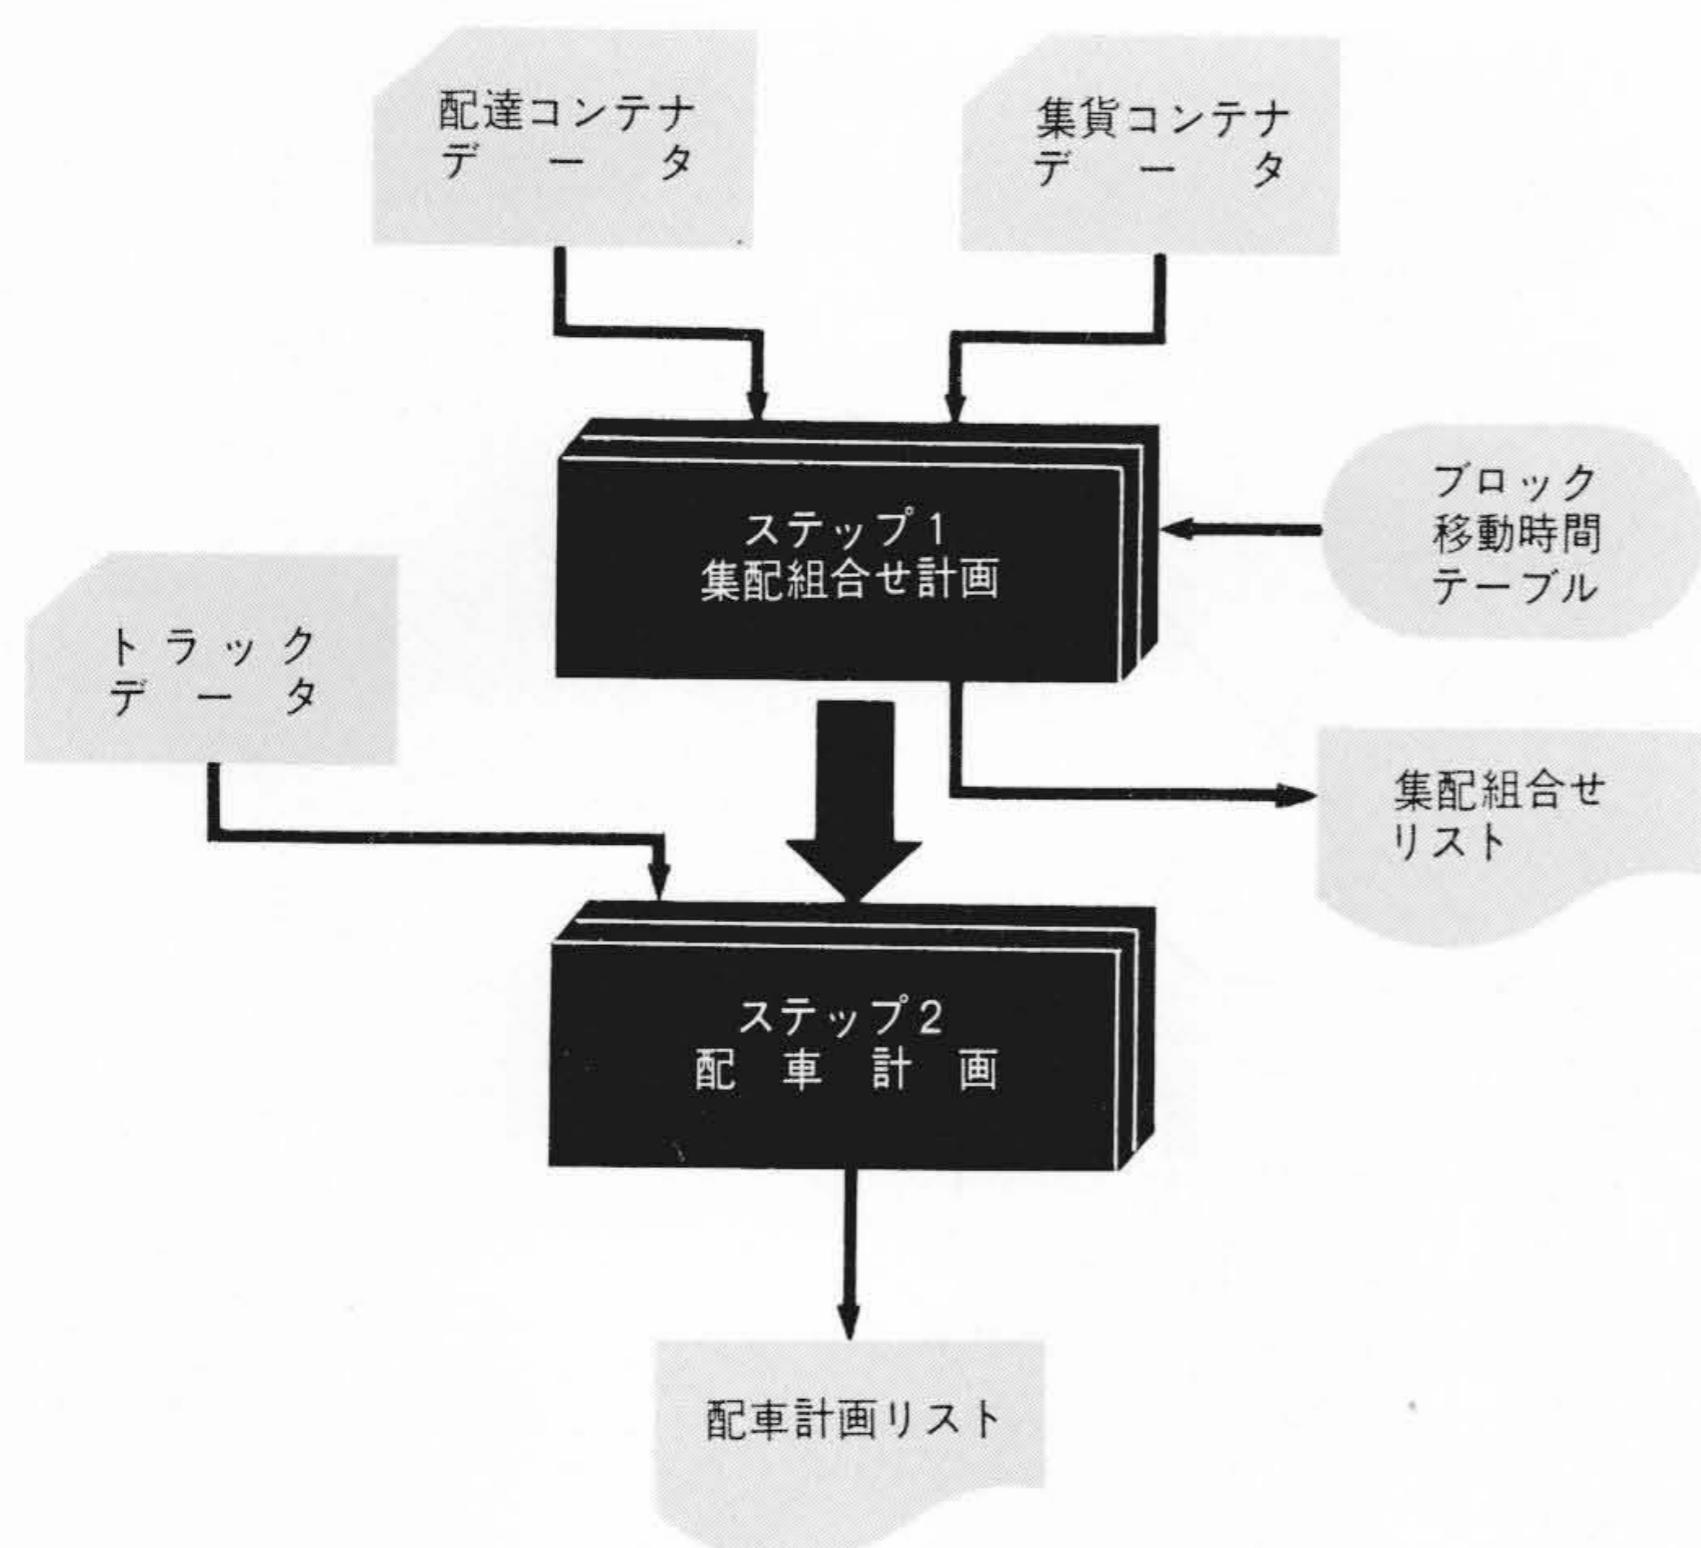 配達コンテナ
データ
集貨コンテナ
データ
ステップ1
集配組合せ計画
ブロック
移動時間
テーブル
トラック
データ
集配組合せ
リスト
ステップ2
配車計画
配車計画リスト